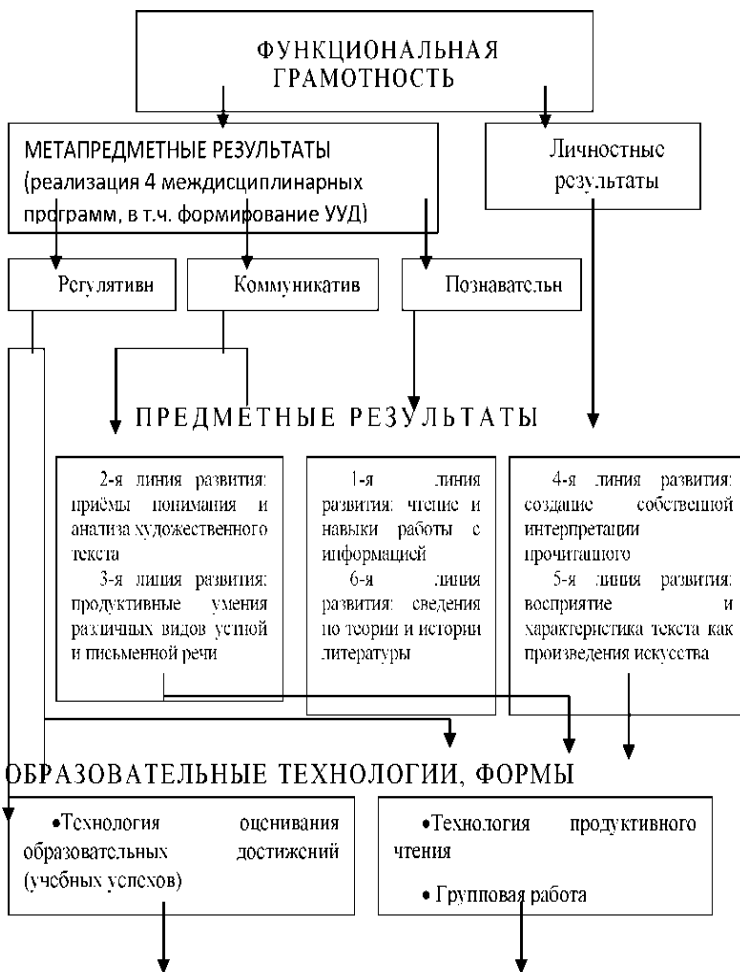 ФУНКЦИОНАЛЬНАЯ
ГРАМОТНОСТЬ
МЕТАПРЕДМЕТНЫЕ РЕЗУЛЬТАТЫ
(реализация 4 междисциплинарных
программ, в т.ч. формирование УУД)
Личностные
результаты
Регулятивн
Коммуникатив
Познавательн
ПРЕДМЕТНЫЕ РЕЗУЛЬТАТЫ
2-я линия развития:
приёмы понимания и
анализа художественного
текста
3-я линия развития:
продуктивные умения
различных видов устной
и письменной речи
1-я линия
развития: чтение и
навыки работы с
информацией
6-я линия
развития: сведения
по теории и истории
литературы
4-я линия развития:
создание собственной
интерпретации
прочитанного
5-я линия развития:
восприятие и
характеристика текста как
произведения искусства
ОБРАЗОВАТЕЛЬНЫЕ ТЕХНОЛОГИИ, ФОРМЫ
•Технология оценивания
образовательных достижений
(учебных успехов)
•Технология продуктивного
чтения
• Групповая работа